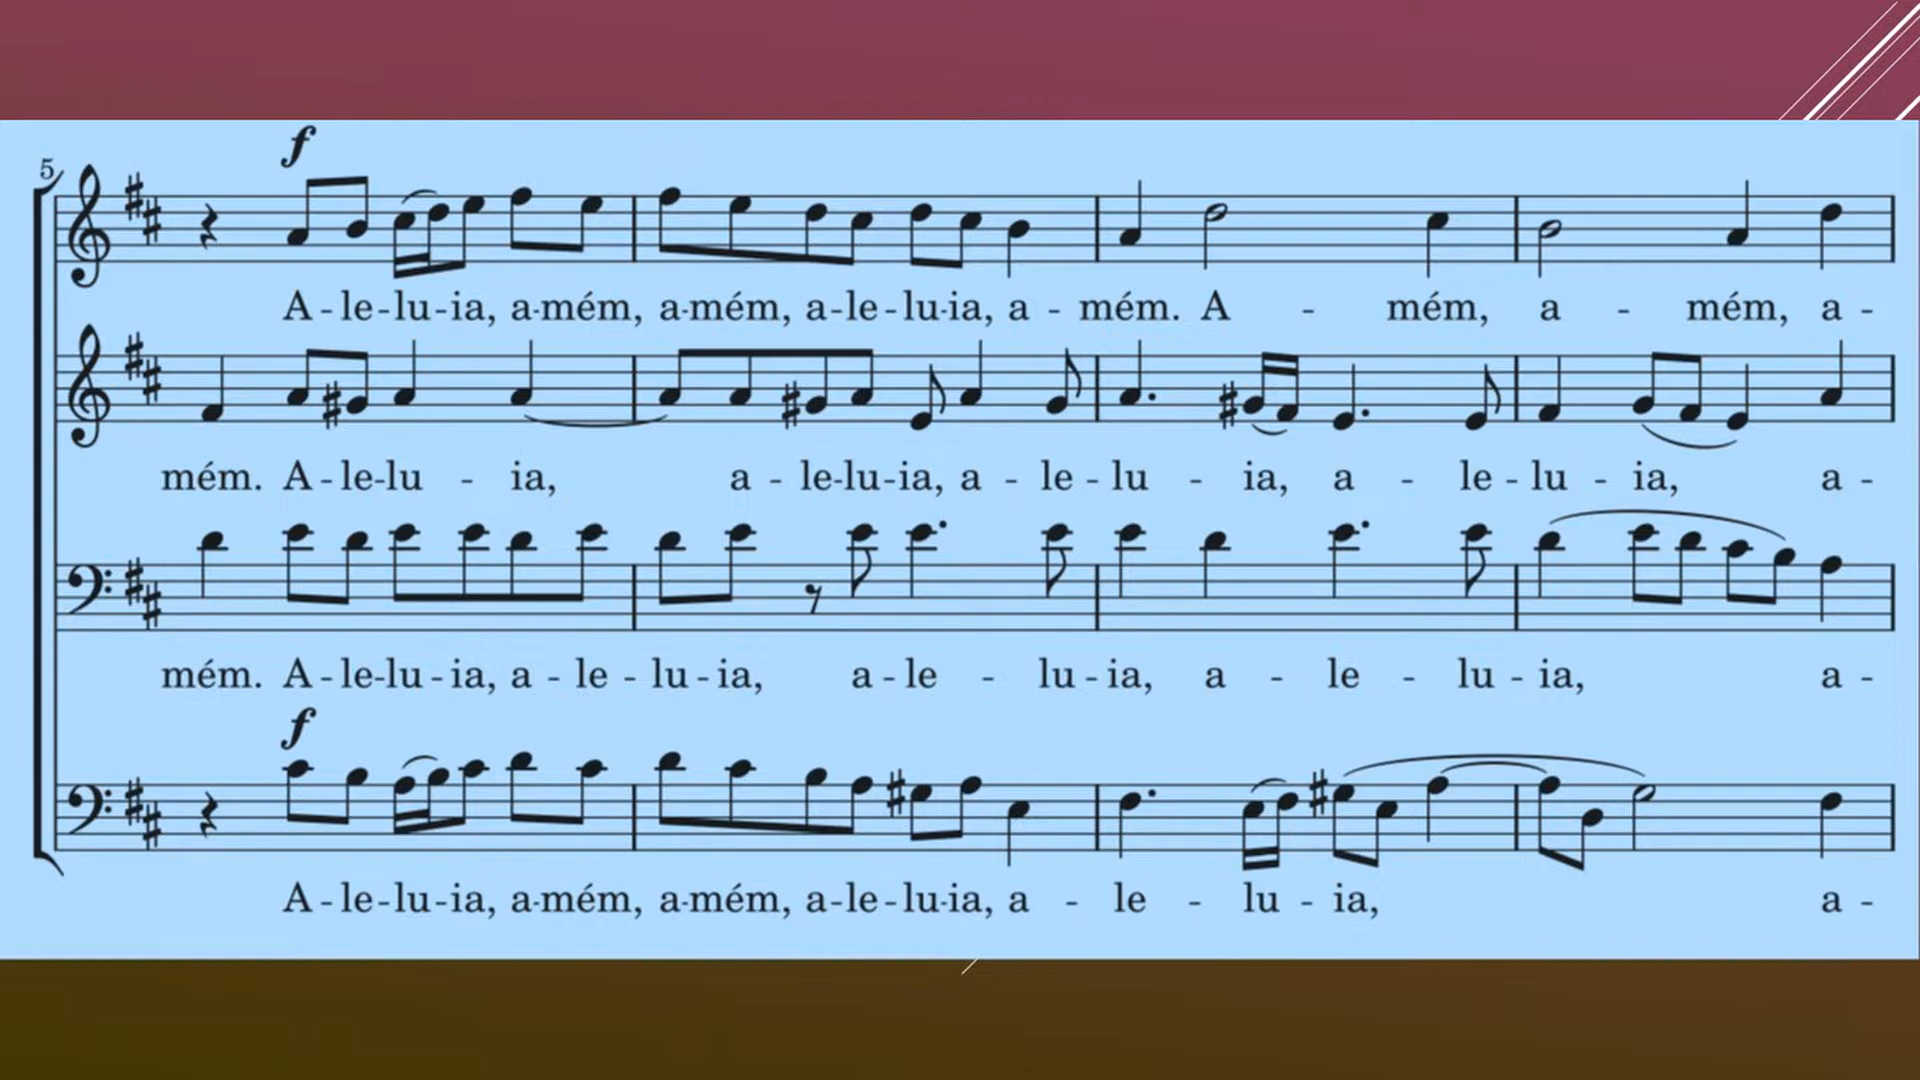 f
5
A - le - lu - ia, a - mém, a - mém, a - le - lu - ia, a - mém. A - mém, a - mém, a -
mém. A - le - lu - ia, a - le - lu - ia, a - le - lu - ia, a - le - lu - ia, a -
mém. A - le - lu - ia, a - le - lu - ia, a - le - lu - ia, a - le - lu - ia, a -
f
A - le - lu - ia, a - mém, a - mém, a - le - lu - ia, a - le - lu - ia, a -